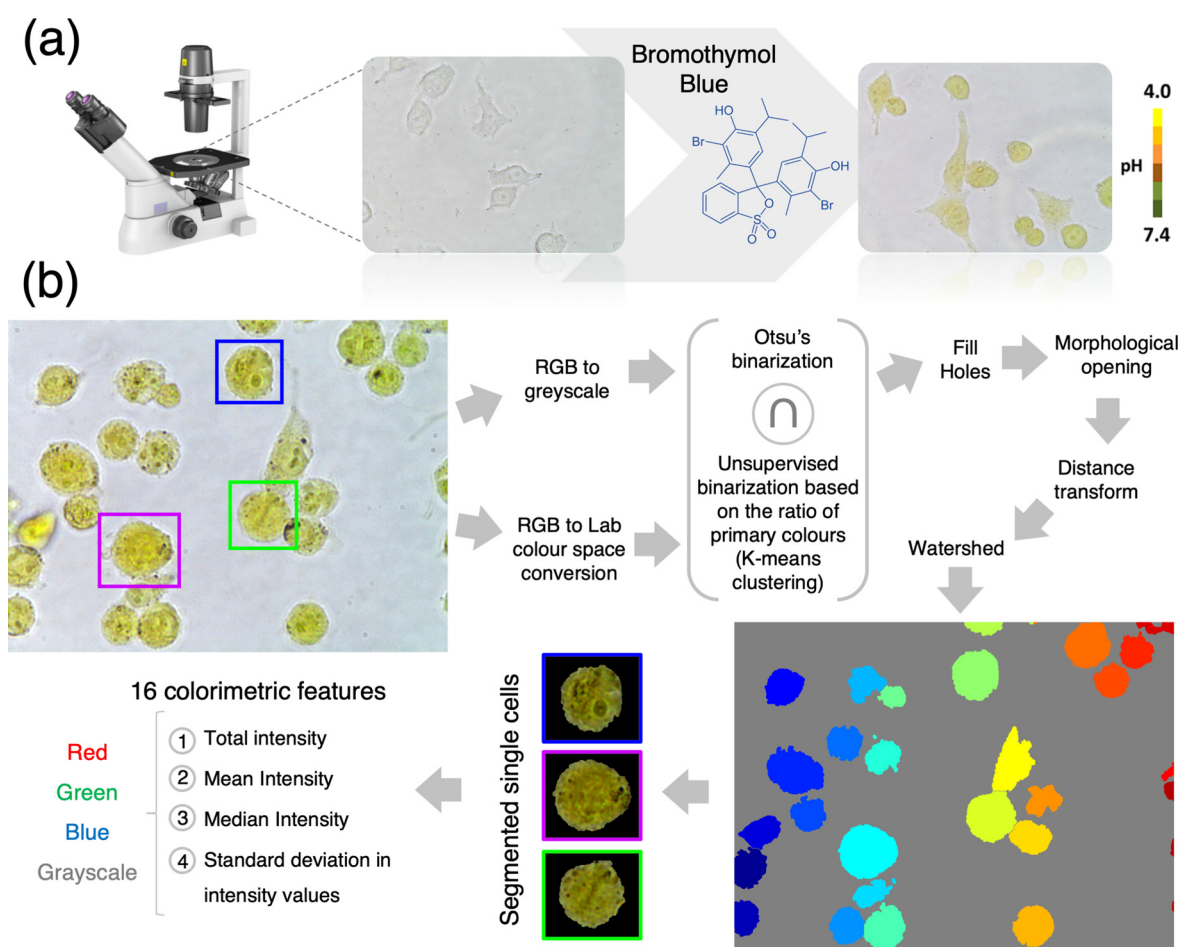 (a)
Bromothymol
Blue
HO
Br
OH
Br
O
S
O
O
4.0
pH
7.4
(b)
RGB to
greyscale
RGB to Lab
colour space
conversion
Otsu's
binarization
∩
Unsupervised
binarization based
on the ratio of
primary colours
(K-means
clustering)
Fill
Holes
Morphological
opening
Distance
transform
Watershed
Segmented single cells
16 colorimetric features
Red
Green
Blue
Grayscale
1 Total intensity
2 Mean Intensity
3 Median Intensity
4 Standard deviation in
intensity values